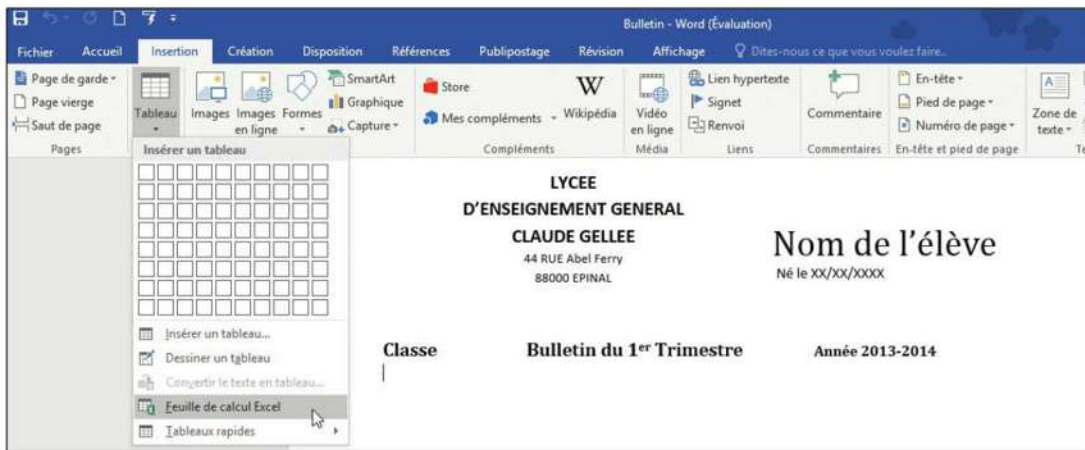 Bulletin - Word (Évaluation)
Fichier Accueil Insertion Création Disposition Références Publipostage Révision Affichage Dites-nous ce que vous voulez faire...
Page de garde
Page vierge
Saut de page
Pages
Tableau
Images
Images en ligne
Formes
SmartArt
Graphique
Capture
Store
Mes compléments
Wikipédia
Compléments
Vidéo en ligne
Média
Lien hypertexte
Signet
Renvoi
Liens
Commentaire
Commentaires
En-tête
Pied de page
Numéro de page
En-tête et pied de page
Zone de texte
Insérer un tableau
Insérer un tableau...
Dessiner un tableau
Convertir le texte en tableau...
Feuille de calcul Excel
Tableaux rapides
LYCEE
D'ENSEIGNEMENT GENERAL
CLAUDE GELLEE
44 RUE Abel Ferry
88000 EPINAL
Nom de l'élève
Né le XX/XX/XXXX
Classe Bulletin du 1er Trimestre Année 2013-2014